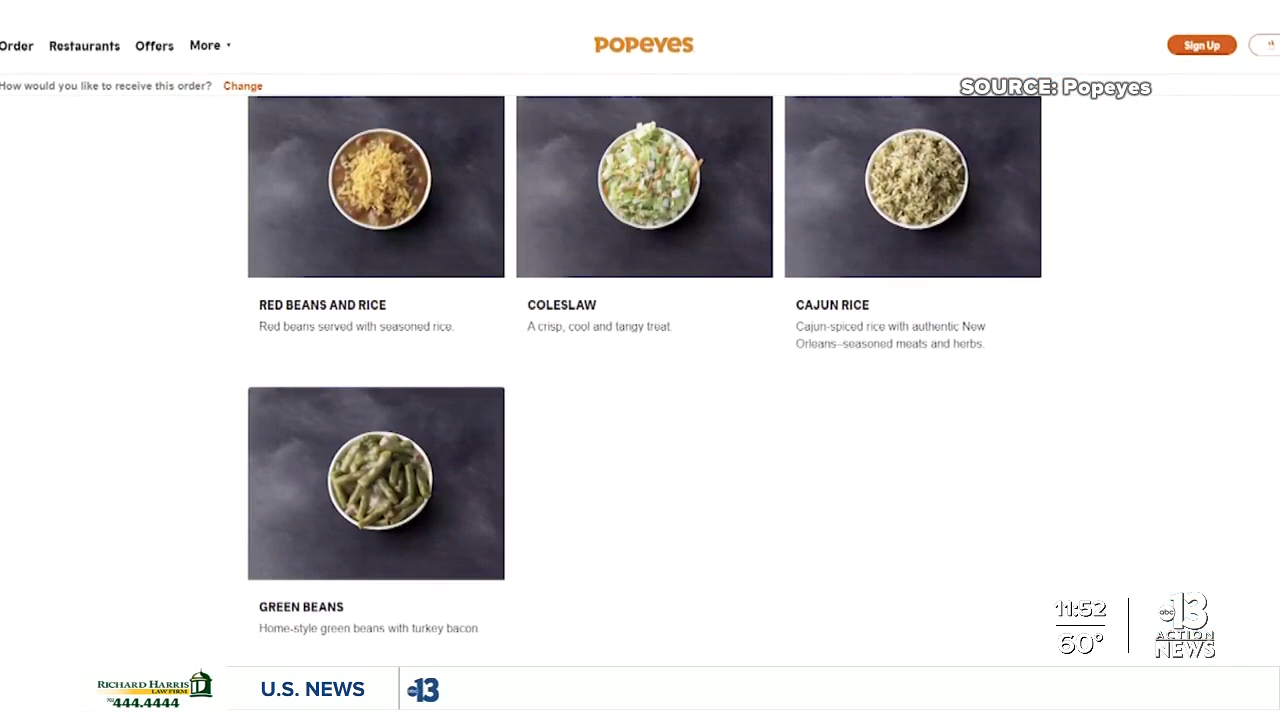 Order Restaurants Offers More
POPEYES
Sign Up
How would you like to receive this order? Change
SOURCE: Popeyes
RED BEANS AND RICE
Red beans served with seasoned rice.
COLESLAW
A crisp, cool and tangy treat.
CAJUN RICE
Cajun-spiced rice with authentic New
Orleans–seasoned meats and herbs.
GREEN BEANS
Home-style green beans with turkey bacon
11:52
60°
abc 13
ACTION
NEWS
RICHARD HARRIS
LAW FIRM
702 444.4444
U.S. NEWS
abc 13